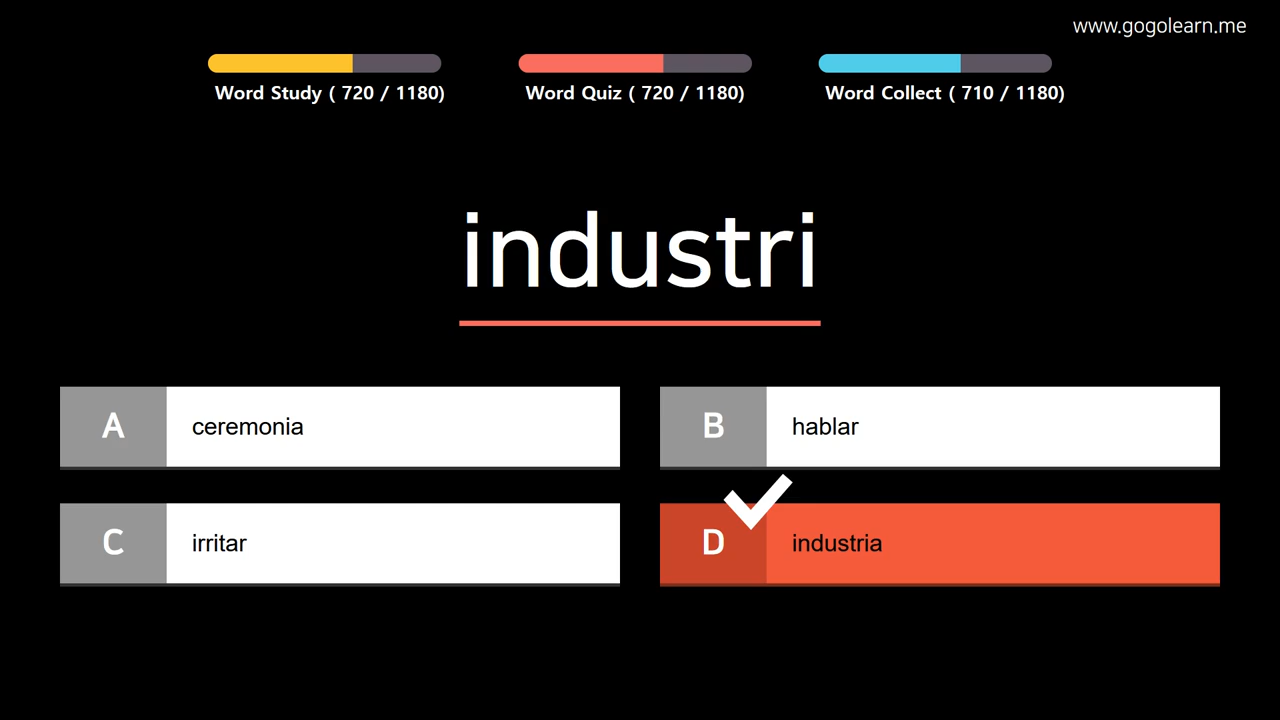 www.gogolearn.me
Word Study ( 720 / 1180)
Word Quiz ( 720 / 1180)
Word Collect ( 710 / 1180)
industri
A ceremonia
B hablar
C irritar
D industria